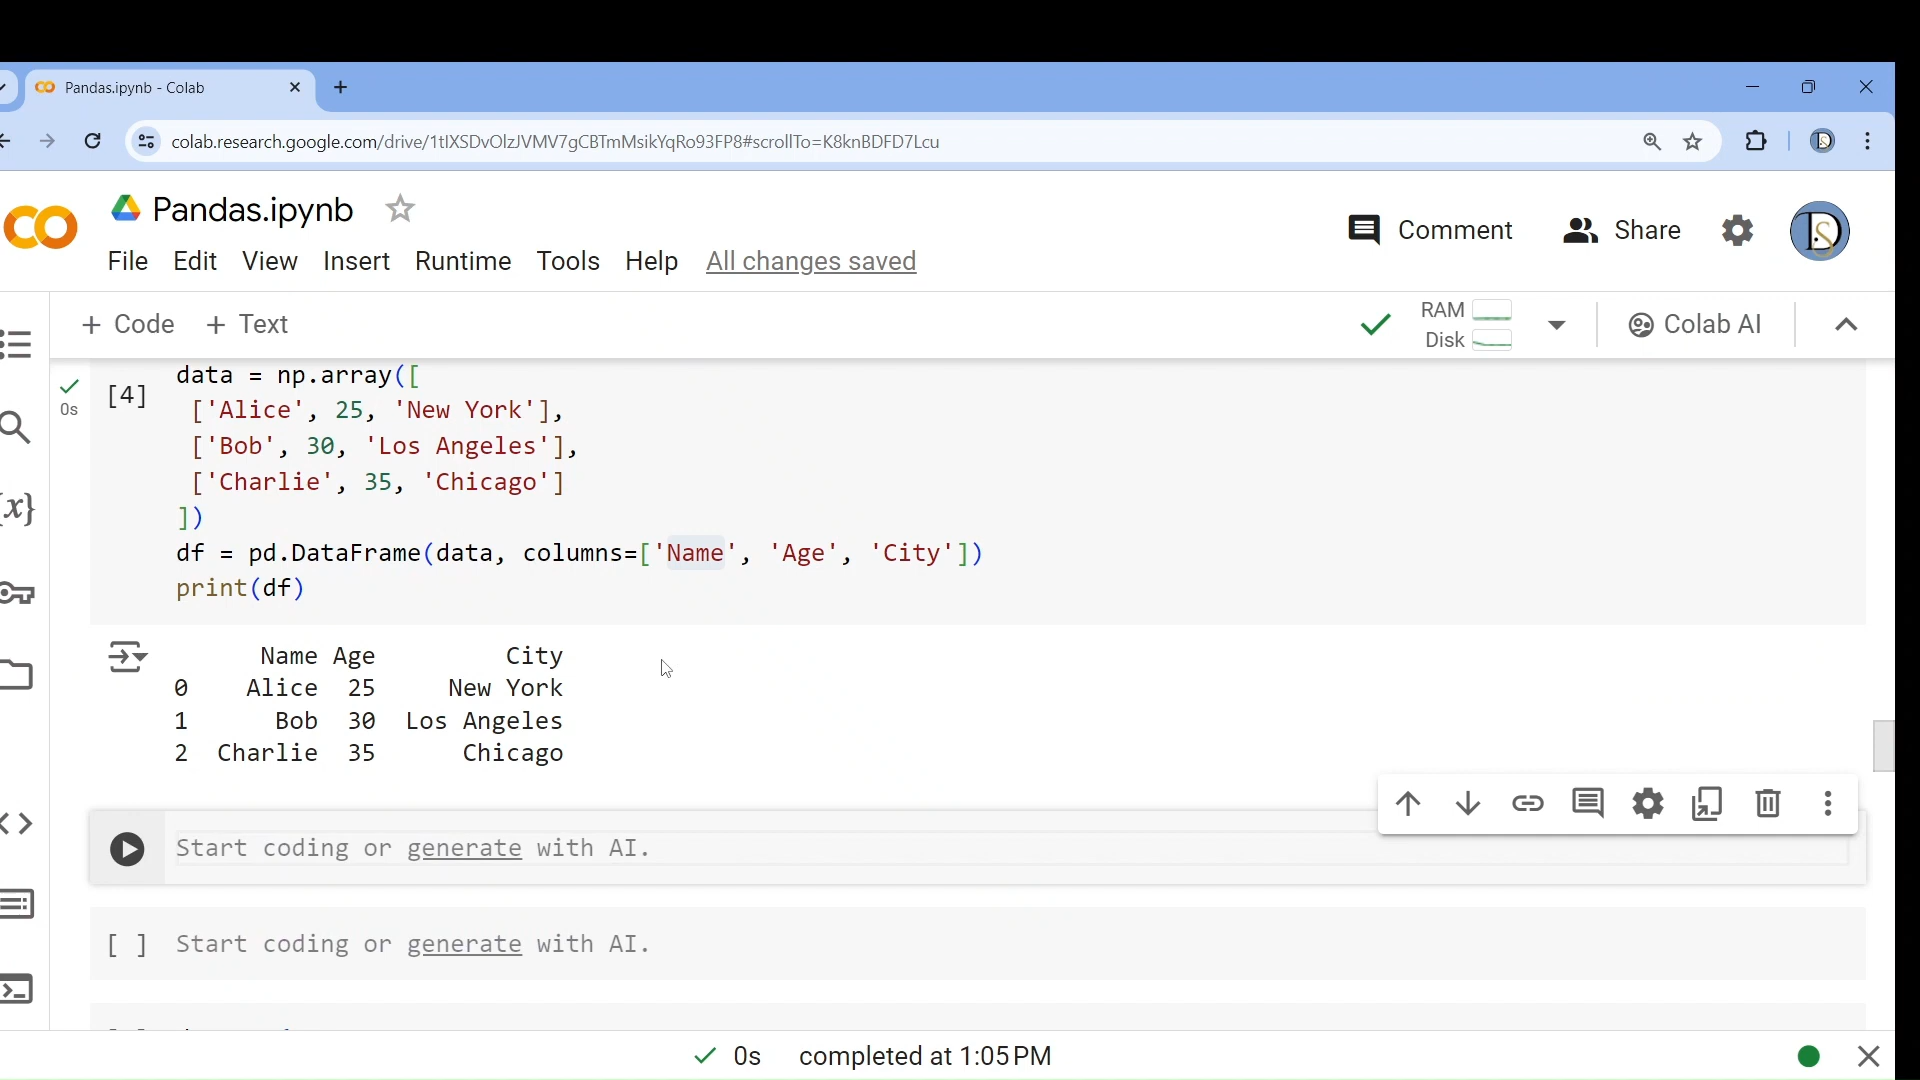 Pandas.ipynb - Colab
colab.research.google.com/drive/1tIXSDvOlzJVMV7gCBTmMsikYqRo93FP8#scrollTo=K8knBDFD7Lcu
Pandas.ipynb
Comment
Share
DS
File Edit View Insert Runtime Tools Help All changes saved
+ Code + Text
RAM
Disk
Colab AI
{x}
0s
[4]
data = np.array([
['Alice', 25, 'New York'],
['Bob', 30, 'Los Angeles'],
['Charlie', 35, 'Chicago']
])
df = pd.DataFrame(data, columns=['Name', 'Age', 'City'])
print(df)
Name Age City
0 Alice 25 New York
1 Bob 30 Los Angeles
2 Charlie 35 Chicago
Start coding or generate with AI.
[ ] Start coding or generate with AI.
0s completed at 1:05 PM